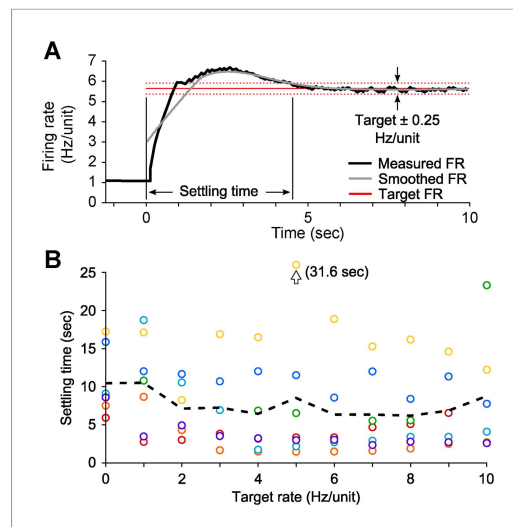 A
Firing rate
(Hz/unit)
7
6
5
4
3
2
1
0
Target ± 0.25
Hz/unit
Measured FR
Smoothed FR
Target FR
Settling time
0
5
10
Time (sec)
B
Settling time (sec)
25
20
15
10
5
0
(31.6 sec)
0
2
4
6
8
10
Target rate (Hz/unit)